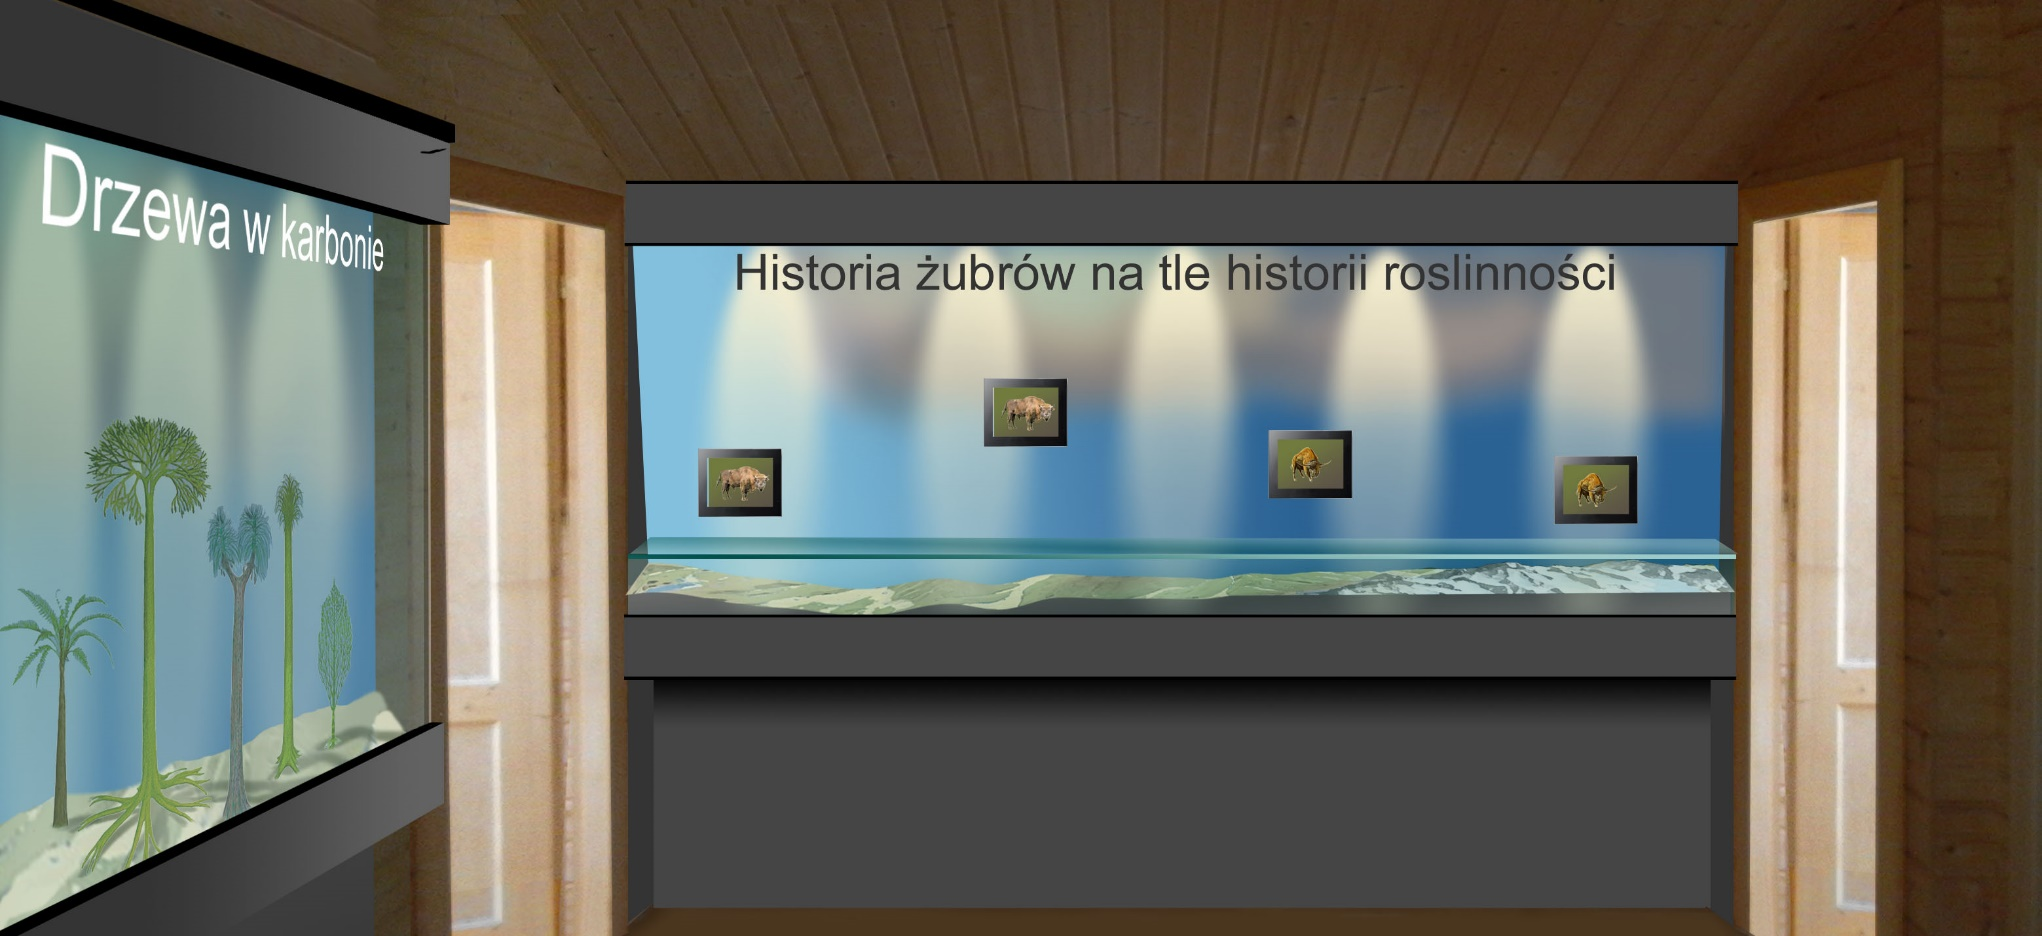 Drzewa w karbonie
Historia żubrów na tle historii roslinności